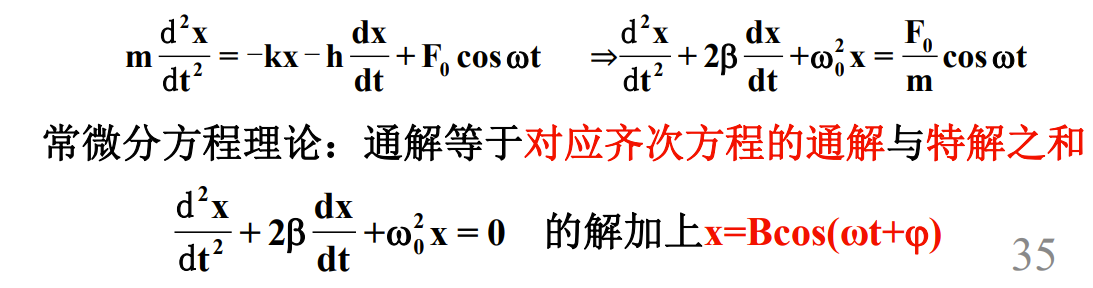 m d²x/dt² = -kx - h dx/dt + F₀ cos ωt ⇒ d²x/dt² + 2β dx/dt + ω₀² x = F₀/m cos ωt
常微分方程理论：通解等于对应齐次方程的通解与特解之和
d²x/dt² + 2β dx/dt + ω₀² x = 0 的解加上x=Bcos(ωt+φ)
35